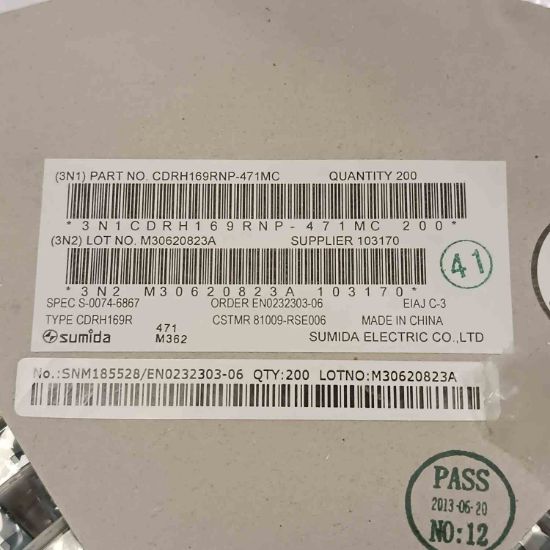 (3N1) PART NO. CDRH169RNP-471MC QUANTITY 200
*3N1CDRH169RNP-471MC 200*
(3N2) LOT NO. M30620823A SUPPLIER 103170
*3N2 M30620823A 103170*
41
SPEC S-0074-6867 ORDER EN0232303-06 EIAJ C-3
TYPE CDRH169R 471 CSTMR 81009-RSE006 MADE IN CHINA
sumida M362 SUMIDA ELECTRIC CO.,LTD
No.:SNM185528/EN0232303-06 QTY:200 LOTNO:M30620823A
PASS
2013-06-20
NO:12